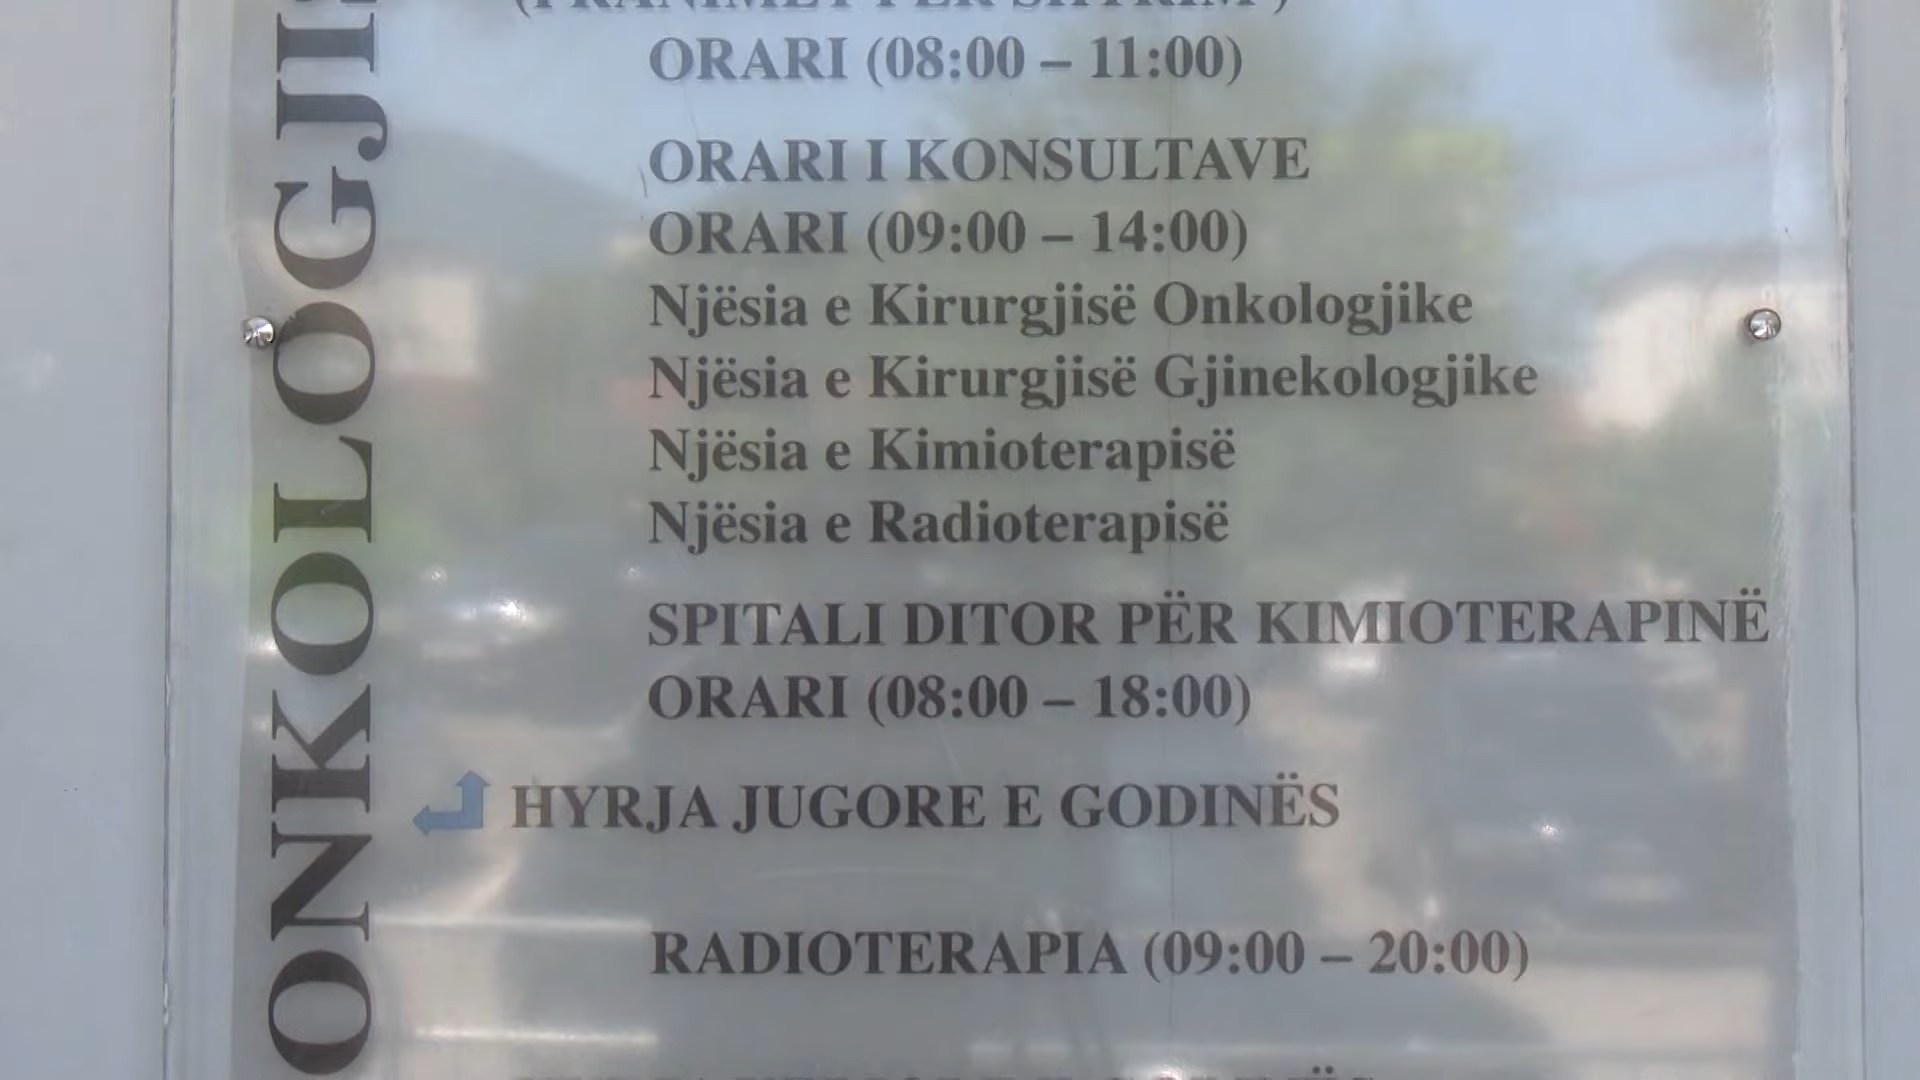 ORARI (08:00 – 11:00)
ORARI I KONSULTAVE
ORARI (09:00 – 14:00)
Njësia e Kirurgjisë Onkologjike
Njësia e Kirurgjisë Gjinekologjike
Njësia e Kimioterapisë
Njësia e Radioterapisë
SPITALI DITOR PËR KIMIOTERAPINË
ORARI (08:00 – 18:00)
HYRJA JUGORE E GODINËS
RADIOTERAPIA (09:00 – 20:00)
ONKOLOGJI